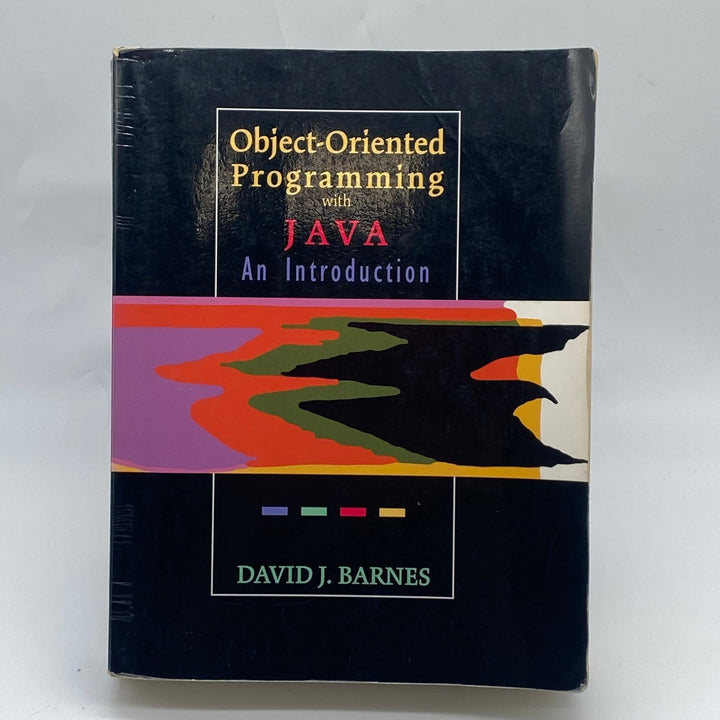 Object-Oriented
Programming
with
JAVA
An Introduction
DAVID J. BARNES